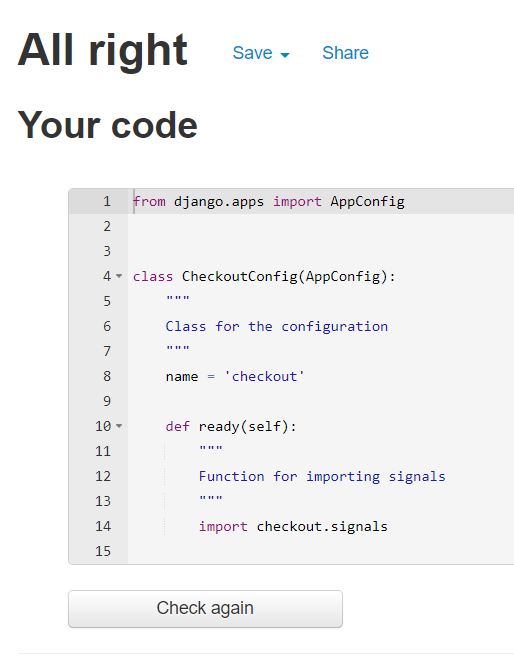 All right Save Share
Your code
1 from django.apps import AppConfig
2
3
4 class CheckoutConfig(AppConfig):
5     """
6     Class for the configuration
7     """
8     name = 'checkout'
9
10     def ready(self):
11         """
12         Function for importing signals
13         """
14         import checkout.signals
15
Check again